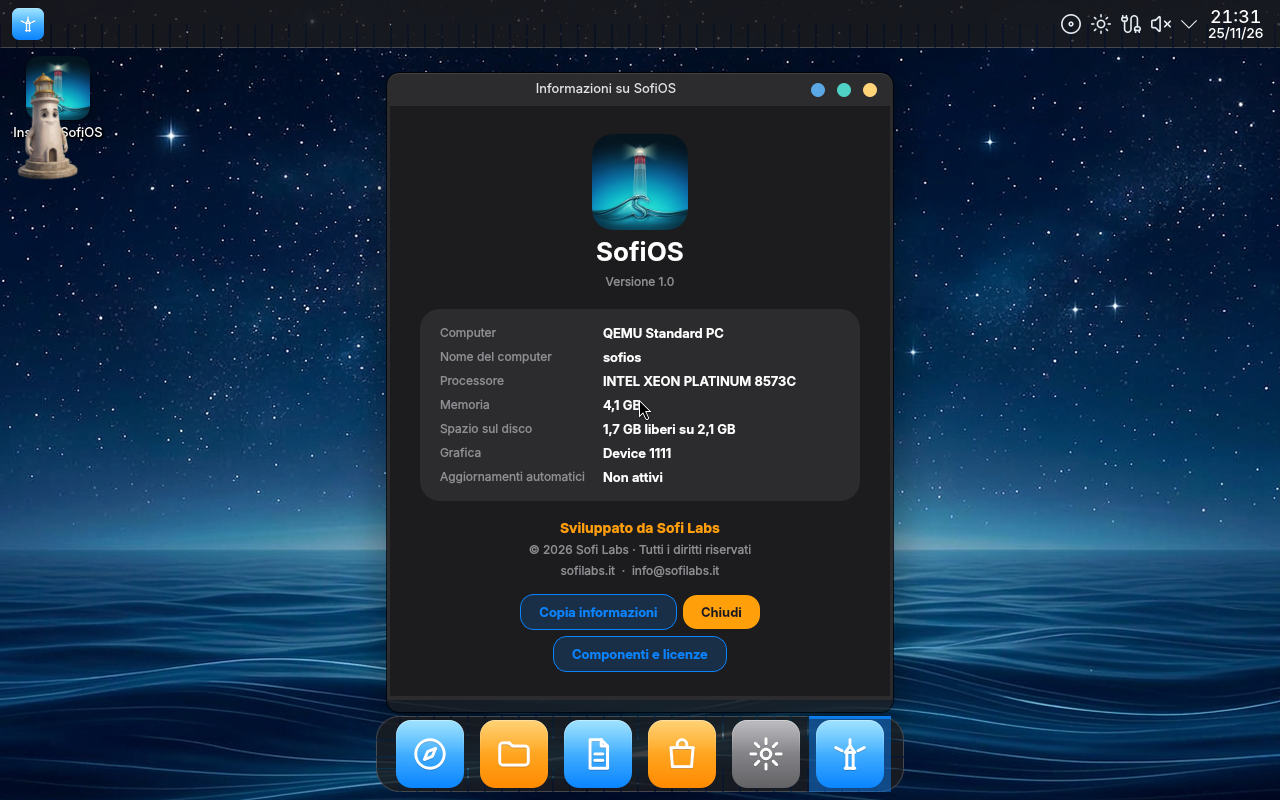 21:31
25/11/26
SofiOS
Informazioni su SofiOS
SofiOS
Versione 1.0
Computer QEMU Standard PC
Nome del computer sofios
Processore INTEL XEON PLATINUM 8573C
Memoria 4,1 GB
Spazio sul disco 1,7 GB liberi su 2,1 GB
Grafica Device 1111
Aggiornamenti automatici Non attivi
Sviluppato da Sofi Labs
© 2026 Sofi Labs · Tutti i diritti riservati
sofilabs.it · info@sofilabs.it
Copia informazioni Chiudi
Componenti e licenze